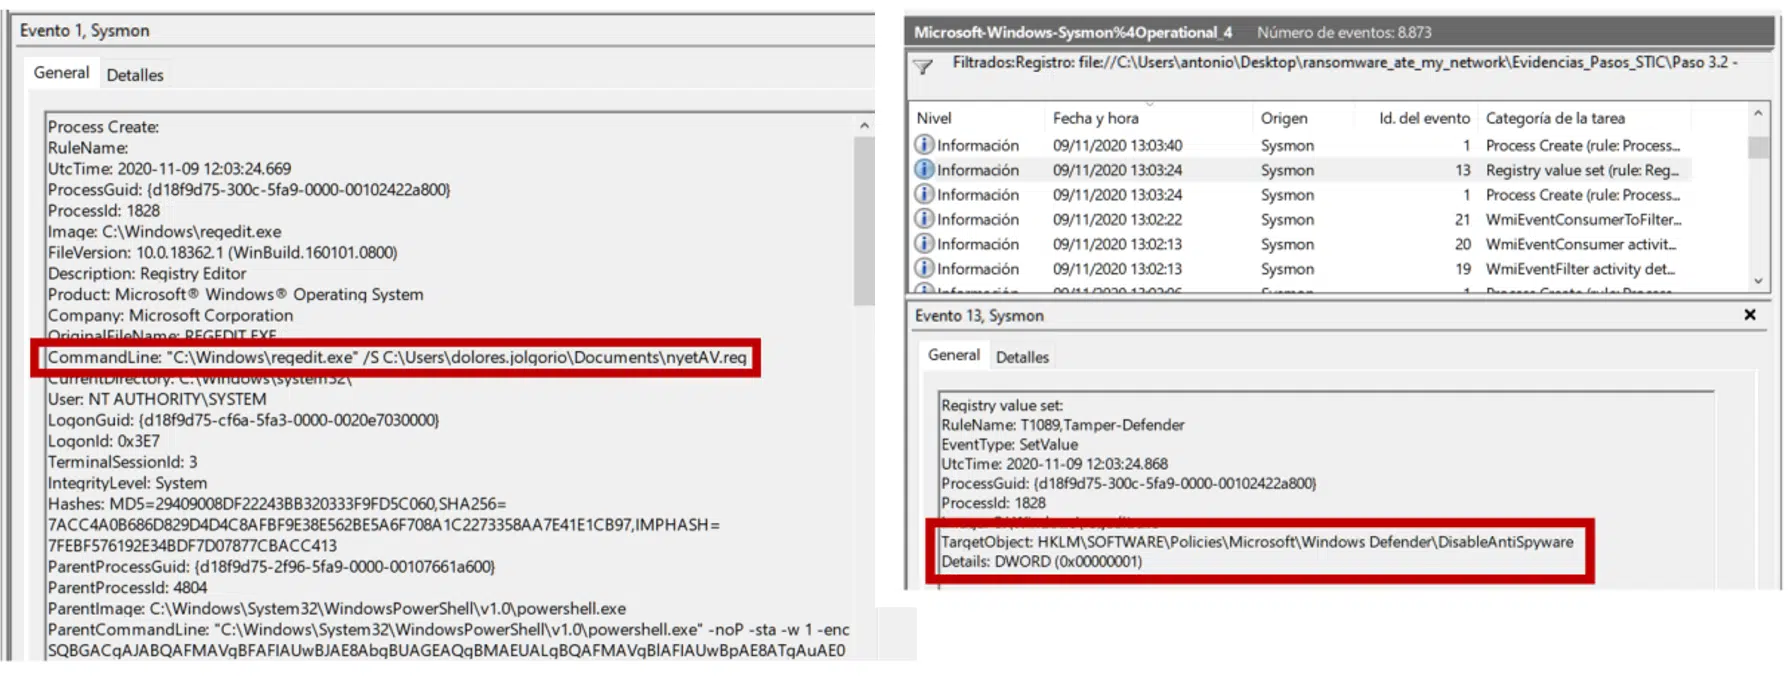 Evento 1, Sysmon
General
Detalles
Process Create:
RuleName:
UtcTime: 2020-11-09 12:03:24.669
ProcessGuid: {d18f9d75-300c-5fa9-0000-00102422a800}
ProcessId: 1828
Image: C:\Windows\regedit.exe
FileVersion: 10.0.18362.1 (WinBuild.160101.0800)
Description: Registry Editor
Product: Microsoft® Windows® Operating System
Company: Microsoft Corporation
OriginalFileName: REGEDIT.EXE
CommandLine: "C:\Windows\regedit.exe" /S C:\Users\dolores.jolgorio\Documents\nyetAV.reg
CurrentDirectory: C:\Windows\system32\
User: NT AUTHORITY\SYSTEM
LogonGuid: {d18f9d75-cf6a-5fa3-0000-0020e7030000}
LogonId: 0x3E7
TerminalSessionId: 3
IntegrityLevel: System
Hashes: MD5=29409008DF22243BB320333F9FD5C060,SHA256=
7ACC4A0B686D829D4D4C8AFBF9E38E562BE5A6F708A1C2273358AA7E41E1CB97,IMPHASH=
7FEBF576192E34BDF7D07877CBACC413
ParentProcessGuid: {d18f9d75-2f96-5fa9-0000-00107661a600}
ParentProcessId: 4804
ParentImage: C:\Windows\System32\WindowsPowerShell\v1.0\powershell.exe
ParentCommandLine: "C:\Windows\System32\WindowsPowerShell\v1.0\powershell.exe" -noP -sta -w 1 -enc
Microsoft-Windows-Sysmon%4Operational_4 Número de eventos: 8.873
Filtrados:Registro: file://C:\Users\antonio\Desktop\ransomware_ate_my_network\Evidencias_Pasos_STIC\Paso 3.2 -
Nivel Fecha y hora Origen Id. del evento Categoría de la tarea
Información 09/11/2020 13:03:40 Sysmon 1 Process Create (rule: Process...
Información 09/11/2020 13:03:24 Sysmon 13 Registry value set (rule: Reg...
Información 09/11/2020 13:03:24 Sysmon 1 Process Create (rule: Process...
Información 09/11/2020 13:02:22 Sysmon 21 WmiEventConsumerToFilter...
Información 09/11/2020 13:02:13 Sysmon 20 WmiEventConsumer activit...
Información 09/11/2020 13:02:13 Sysmon 19 WmiEventFilter activity det...
Evento 13, Sysmon
General
Detalles
Registry value set:
RuleName: T1089,Tamper-Defender
EventType: SetValue
UtcTime: 2020-11-09 12:03:24.868
ProcessGuid: {d18f9d75-300c-5fa9-0000-00102422a800}
ProcessId: 1828
TargetObject: HKLM\SOFTWARE\Policies\Microsoft\Windows Defender\DisableAntiSpyware
Details: DWORD (0x00000001)